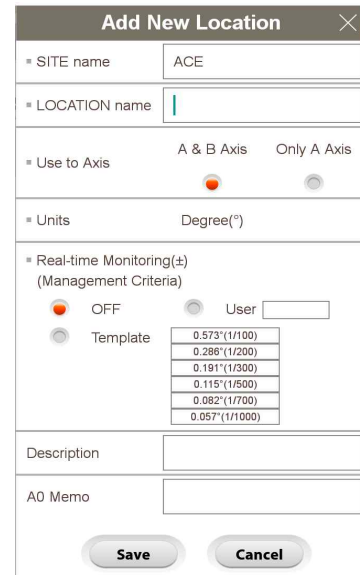 Add New Location
SITE name ACE
LOCATION name
A & B Axis Only A Axis
Use to Axis
Units Degree(°)
Real-time Monitoring(±)
(Management Criteria)
OFF User
Template 0.573°(1/100)
0.286°(1/200)
0.191°(1/300)
0.115°(1/500)
0.082°(1/700)
0.057°(1/1000)
Description
A0 Memo
Save Cancel